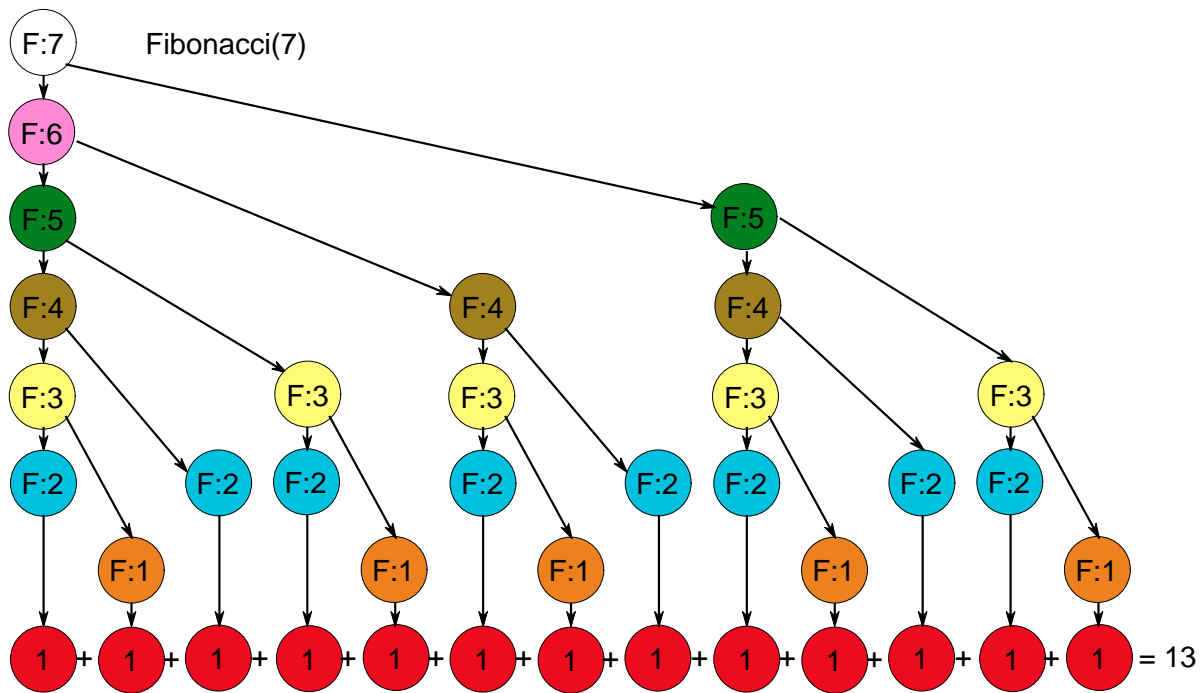 F:7 Fibonacci(7)
F:6
F:5 F:5
F:4 F:4 F:4
F:3 F:3 F:3 F:3 F:3
F:2 F:2 F:2 F:2 F:2 F:2 F:2 F:2
F:1 F:1 F:1 F:1 F:1
1 + 1 + 1 + 1 + 1 + 1 + 1 + 1 + 1 + 1 + 1 + 1 + 1 = 13